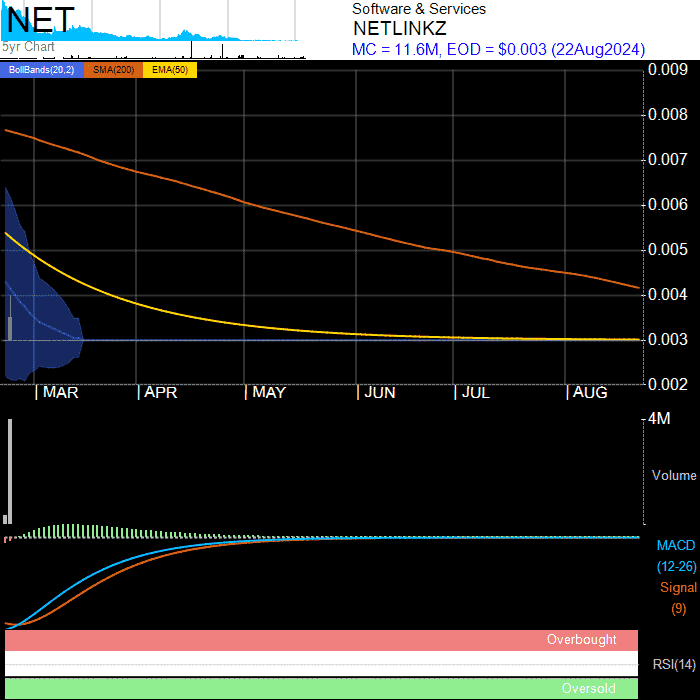 NET
5yr Chart
Software & Services
NETLINKZ
MC = 11.6M, EOD = $0.003 (22Aug2024)
BollBands(20,2) SMA(200) EMA(50)
0.009
0.008
0.007
0.006
0.005
0.004
0.003
0.002
MAR APR MAY JUN JUL AUG
4M
Volume
MACD
(12-26)
Signal
(9)
Overbought
RSI(14)
Oversold